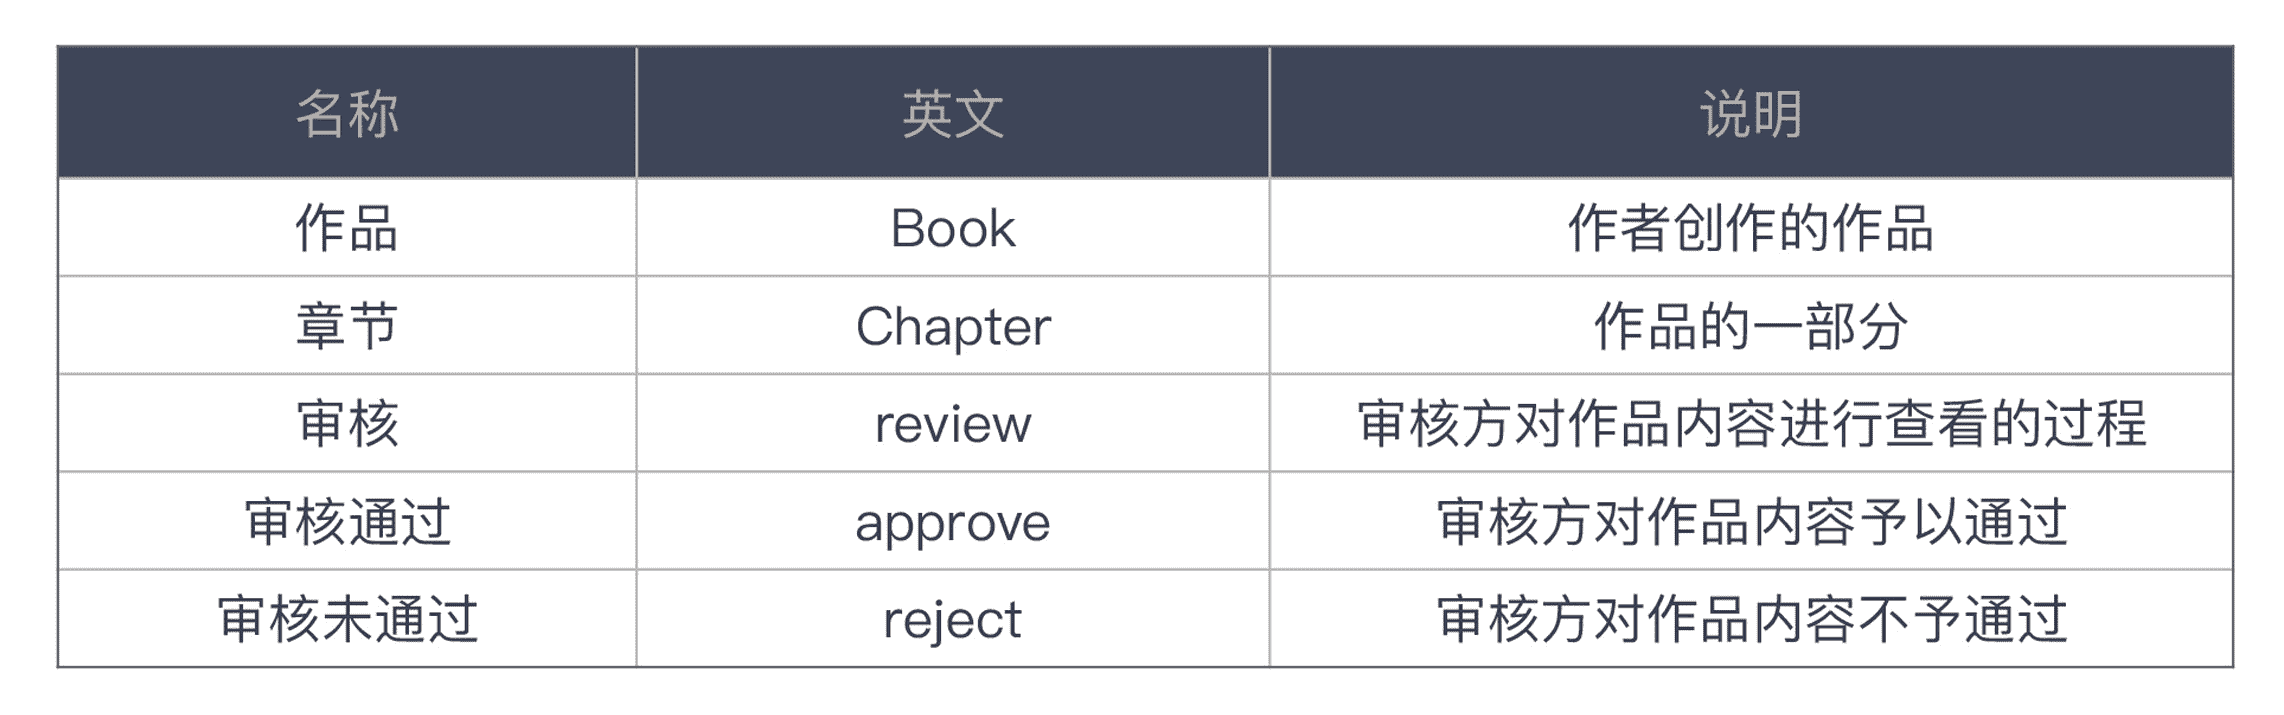 名称 英文 说明
作品 Book 作者创作的作品
章节 Chapter 作品的一部分
审核 review 审核方对作品内容进行查看的过程
审核通过 approve 审核方对作品内容予以通过
审核未通过 reject 审核方对作品内容不予通过